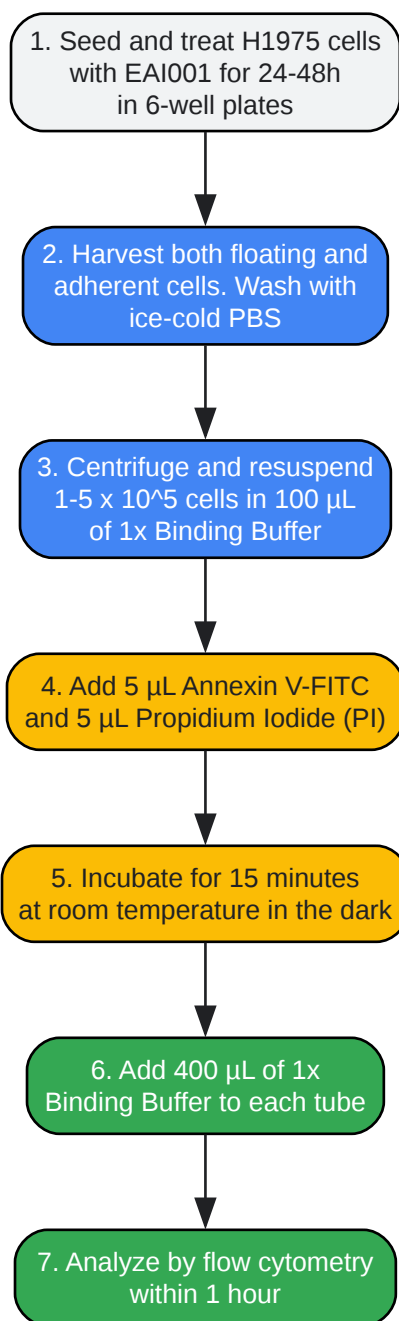 1. Seed and treat H1975 cells
with EAI001 for 24-48h
in 6-well plates
2. Harvest both floating and
adherent cells. Wash with
ice-cold PBS
3. Centrifuge and resuspend
1-5 x 10^5 cells in 100 µL
of 1x Binding Buffer
4. Add 5 µL Annexin V-FITC
and 5 µL Propidium Iodide (PI)
5. Incubate for 15 minutes
at room temperature in the dark
6. Add 400 µL of 1x
Binding Buffer to each tube
7. Analyze by flow cytometry
within 1 hour